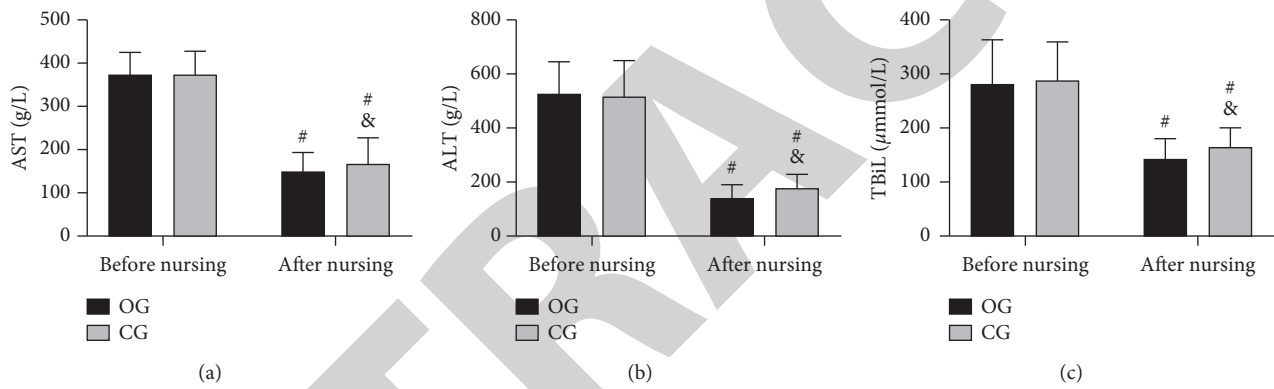 500
400
300
200
100
0
AST (g/L)
#
#
&
Before nursing
After nursing
OG
CG
(a)
800
600
400
200
0
ALT (g/L)
#
#
&
Before nursing
After nursing
OG
CG
(b)
400
300
200
100
0
TBiL (μmmol/L)
#
#
&
Before nursing
After nursing
OG
CG
(c)
TRAC